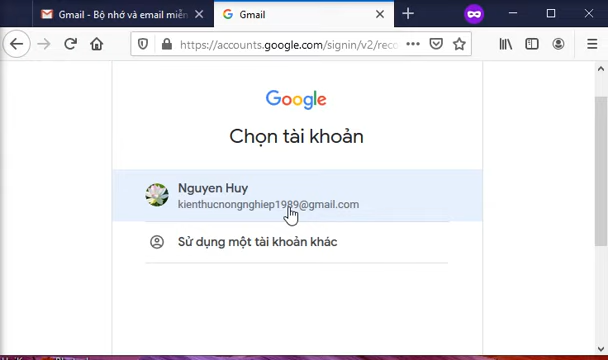 Gmail - Bộ nhớ và email miễn
Gmail
https://accounts.google.com/signin/v2/reco
Google
Chọn tài khoản
Nguyen Huy
kienthucnongnghiep1989@gmail.com
Sử dụng một tài khoản khác